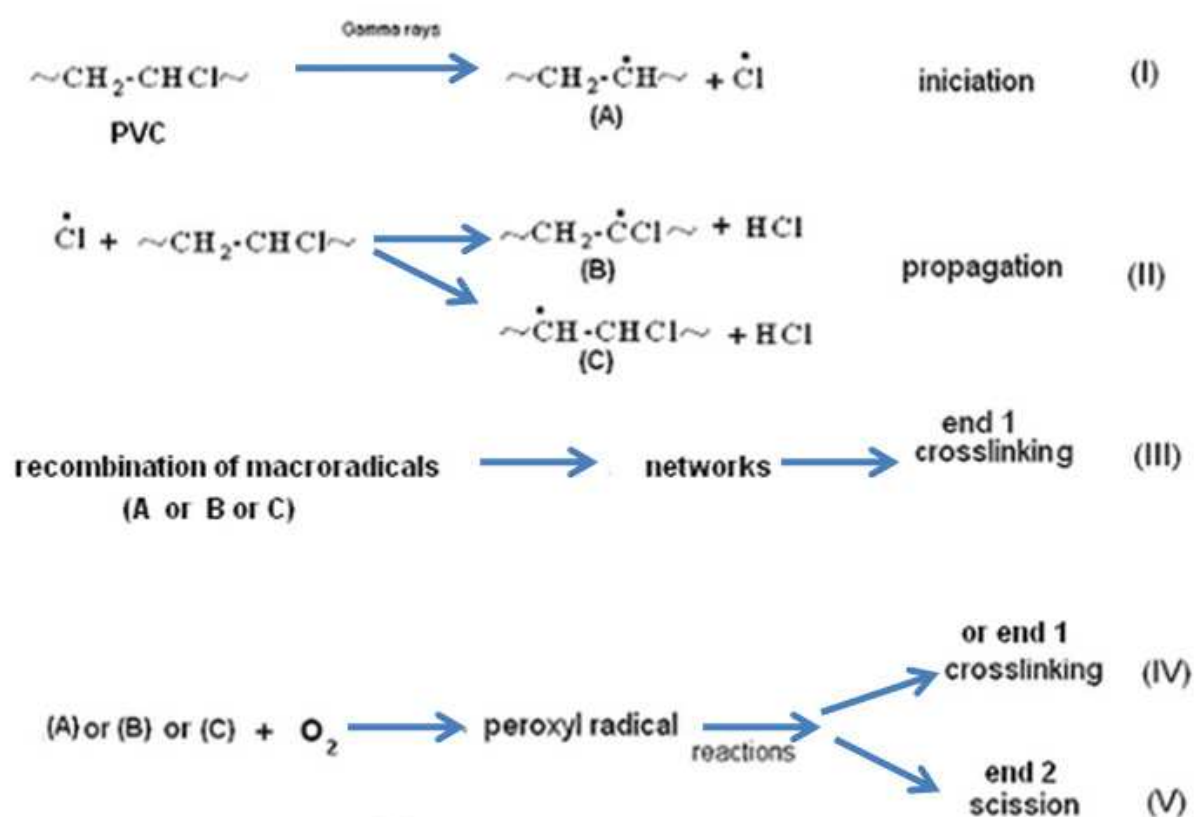 Gamma rays
~CH₂-CHCl~ ~CH₂-ĊH~ + Ċl iniciation (I)
PVC (A)
Ċl + ~CH₂-CHCl~ ~CH₂-ĊCl~ + HCl
(B)
propagation (II)
~ĊH-CHCl~ + HCl
(C)
end 1
recombination of macroradicals networks crosslinking (III)
(A or B or C)
or end 1
crosslinking (IV)
(A) or (B) or (C) + O₂ peroxyl radical
reactions
end 2
scission (V)